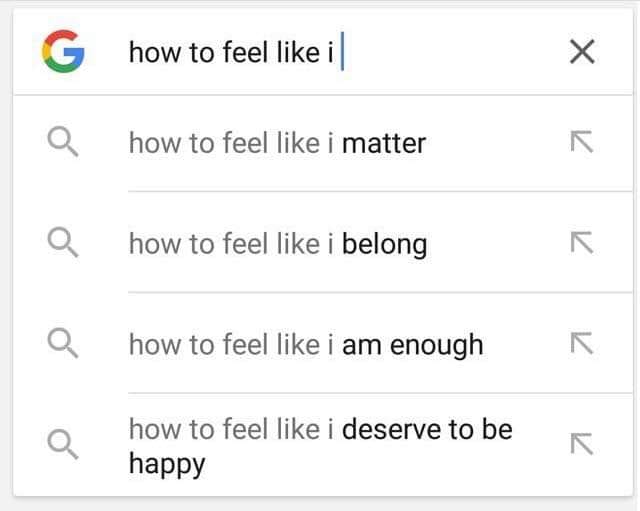 how to feel like i
how to feel like i matter
how to feel like i belong
how to feel like i am enough
how to feel like i deserve to be
happy